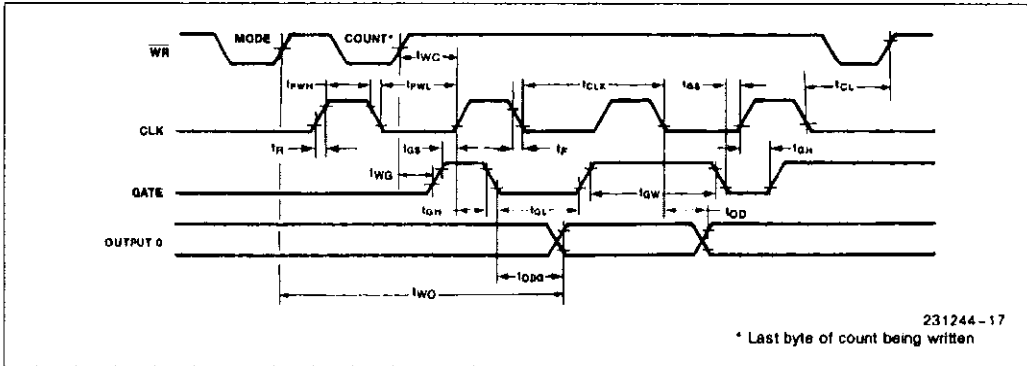 WR MODE COUNT*
tWC
tPWH tPWL tCLK tGS tCL
CLK
tR tGS tF tGH
tWG
GATE
tGH tGL tGW tOD
OUTPUT O
tODG
tWO
231244-17
* Last byte of count being written